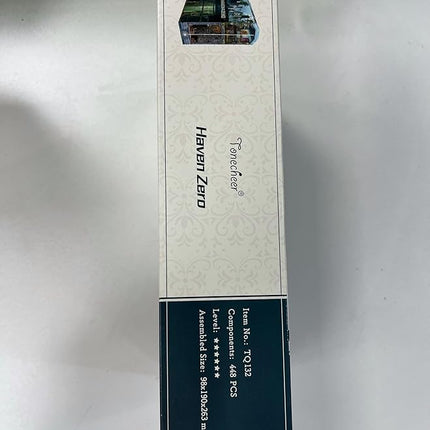 Tonecheer®
Haven Zero
Item No.: TQ132
Components: 448 PCS
Level: ★★★★★★
Assembled Size: 98x190x263 m